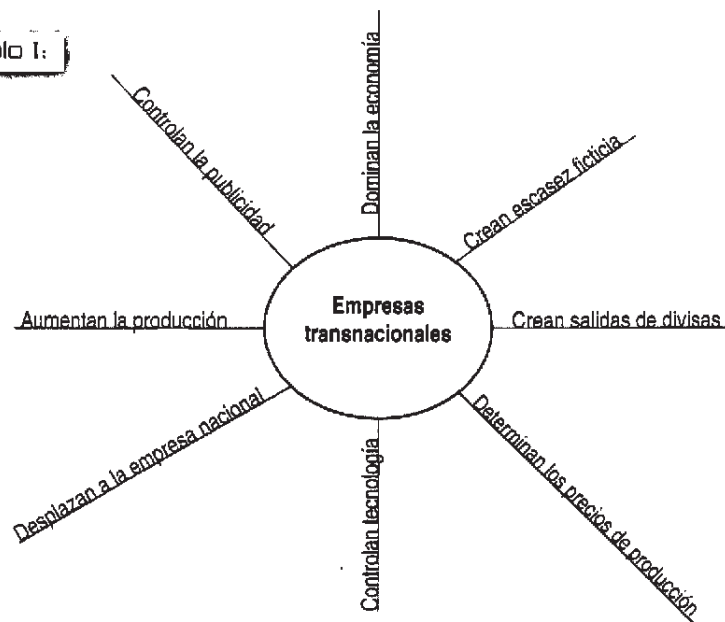 I:
Dominan la economía
Controlan la publicidad
Crean escasez ficticia
Empresas
transnacionales
Aumentan la producción
Crean salidas de divisas
Desplazan a la empresa nacional
Determinan los precios de producción
Controlan tecnología